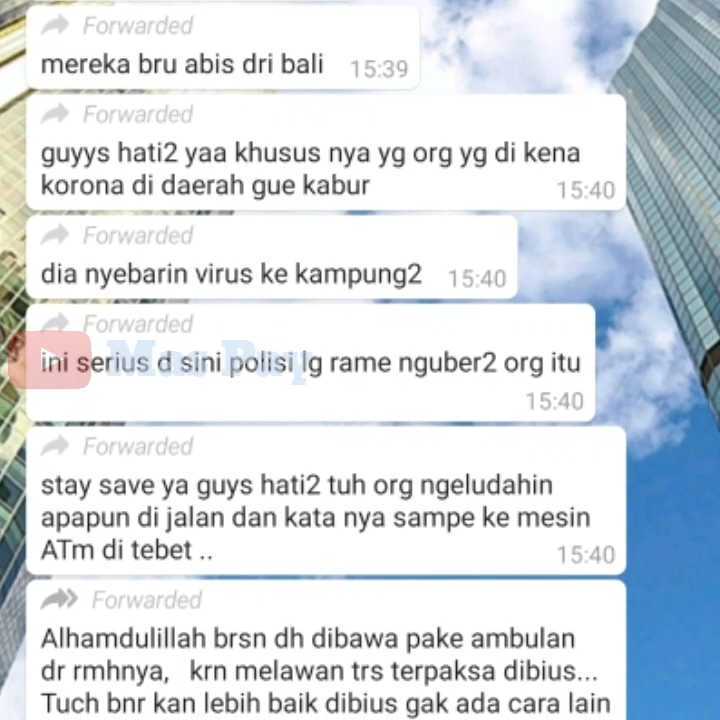 Forwarded
mereka bru abis dri bali 15:39
Forwarded
guyys hati2 yaa khusus nya yg org yg di kena
korona di daerah gue kabur 15:40
Forwarded
dia nyebarin virus ke kampung2 15:40
Forwarded
ini serius d sini polisi lg rame nguber2 org itu
15:40
Forwarded
stay save ya guys hati2 tuh org ngeludahin
apapun di jalan dan kata nya sampe ke mesin
ATm di tebet .. 15:40
Forwarded
Alhamdulillah brsn dh dibawa pake ambulan
dr rmhnya, krn melawan trs terpaksa dibius...
Tuch bnr kan lebih baik dibius gak ada cara lain